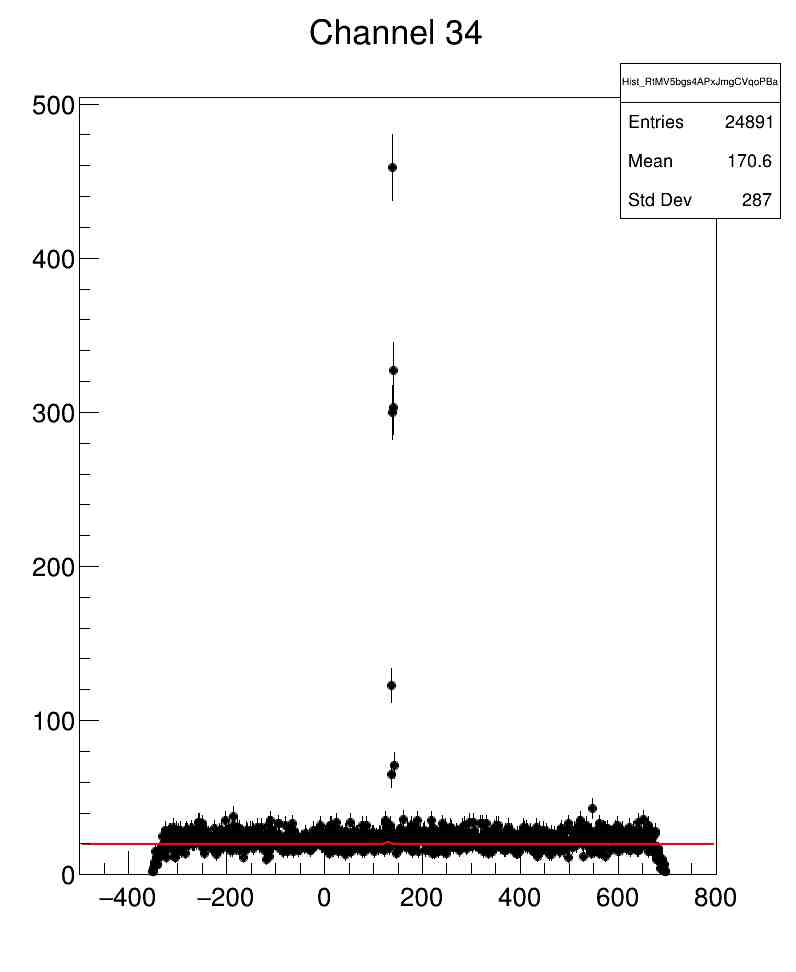 Channel 34
Hist_RtMV5bgs4APxJmgCVqoPBa
Entries 24891
Mean 170.6
Std Dev 287
500
400
300
200
100
0
−400 −200 0 200 400 600 800